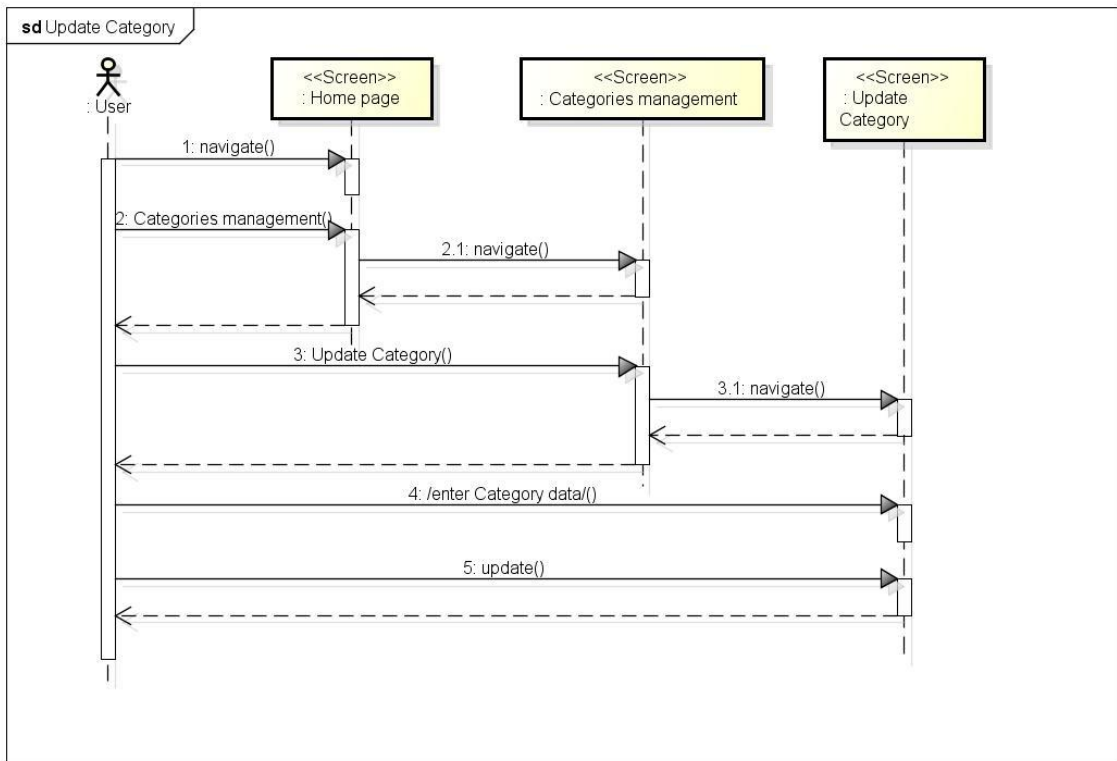 sd Update Category
: User
<<Screen>>
: Home page
<<Screen>>
: Categories management
<<Screen>>
: Update
Category
1: navigate()
2: Categories management()
2.1: navigate()
3: Update Category()
3.1: navigate()
4: /enter Category data/()
5: update()